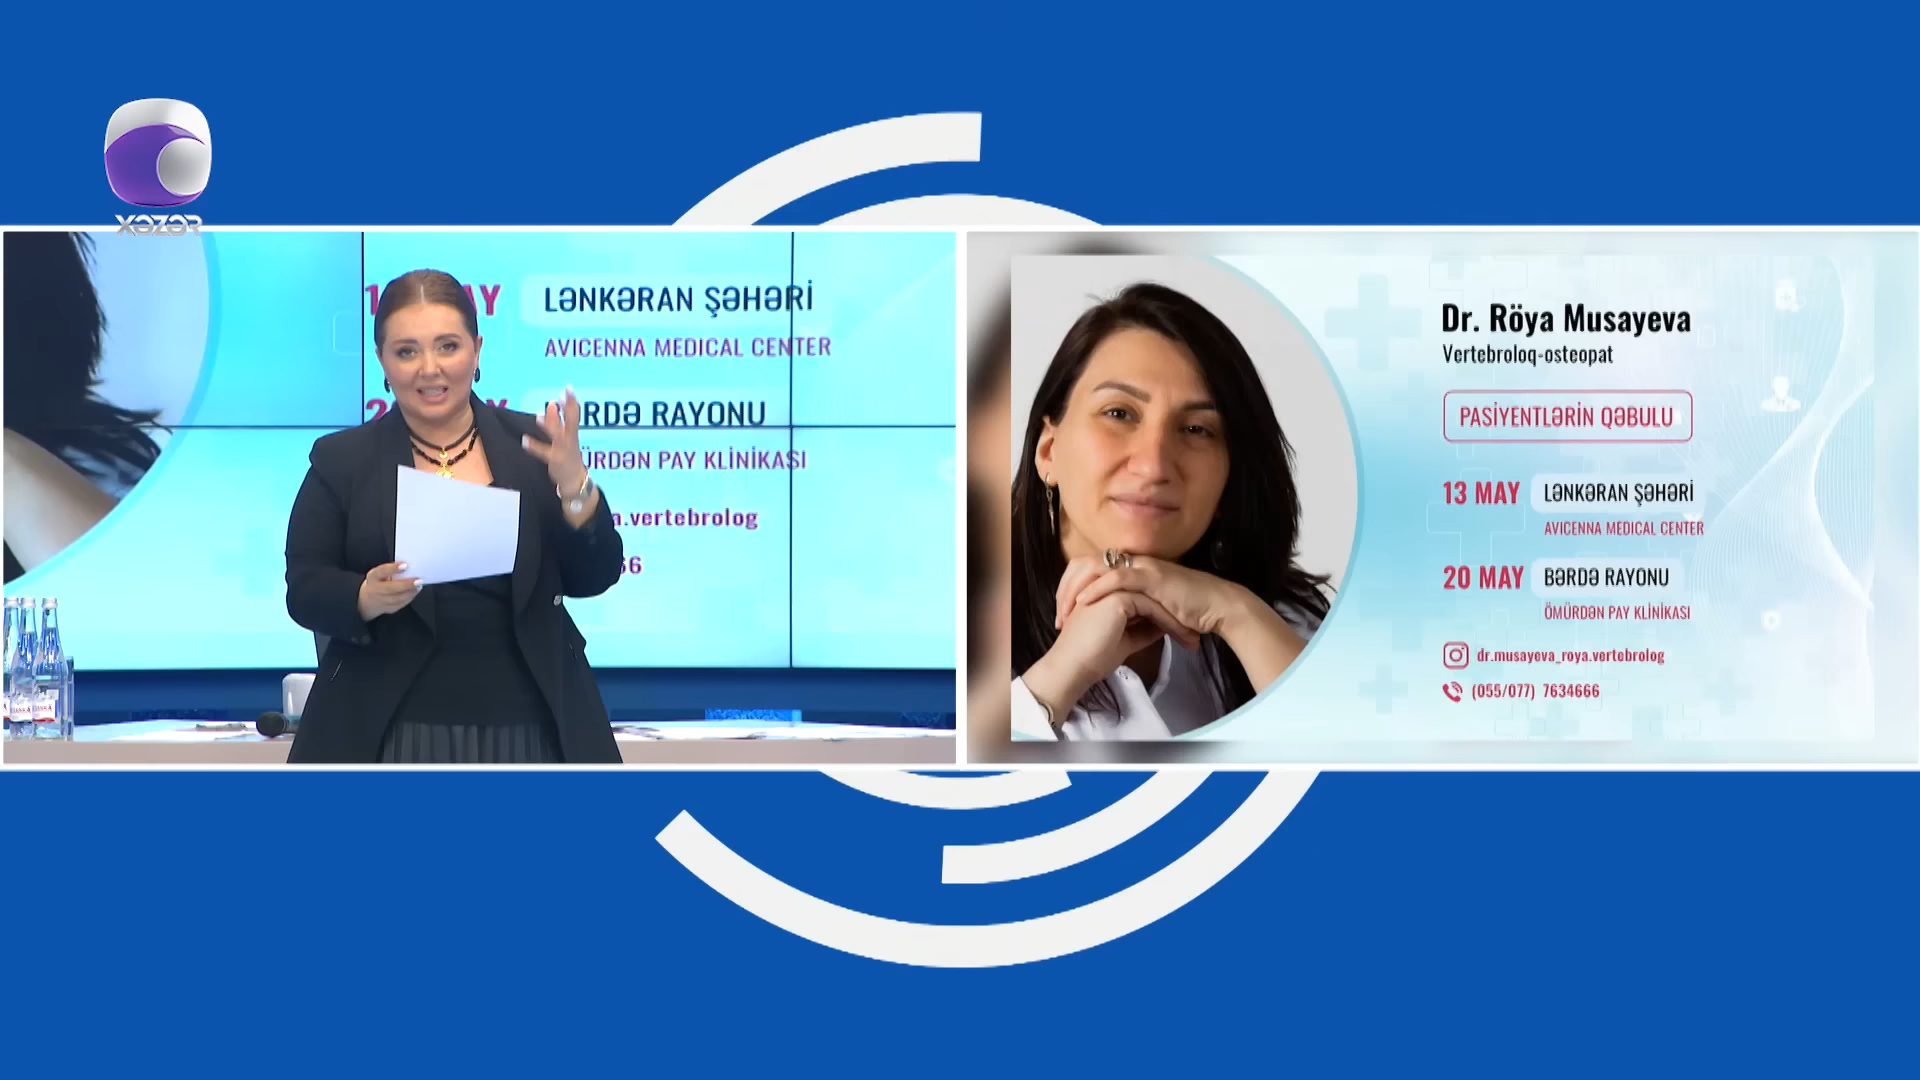 XəZəR
AY
LƏNKƏRAN ŞƏHƏRİ
AVICENNA MEDICAL CENTER
RAYONU
PAY KLİNİKASI
a.vertebrolog
66
Dr. Röya Musayeva
Vertebroloq-osteopat
PASİYENTLƏRİN QƏBULU
13 MAY LƏNKƏRAN ŞƏHƏRİ
AVICENNA MEDICAL CENTER
20 MAY BƏRDƏ RAYONU
ÖMÜRDƏN PAY KLİNİKASI
dr.musayeva_roya.vertebrolog
(055/077) 7634666